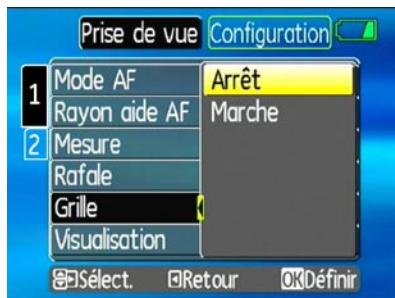 Prise de vue Configuration
1
2
Mode AF Arrêt
Rayon aide AF Marche
Mesure
Rafale
Grille
Visualisation
Sélect. Retour OK Définir